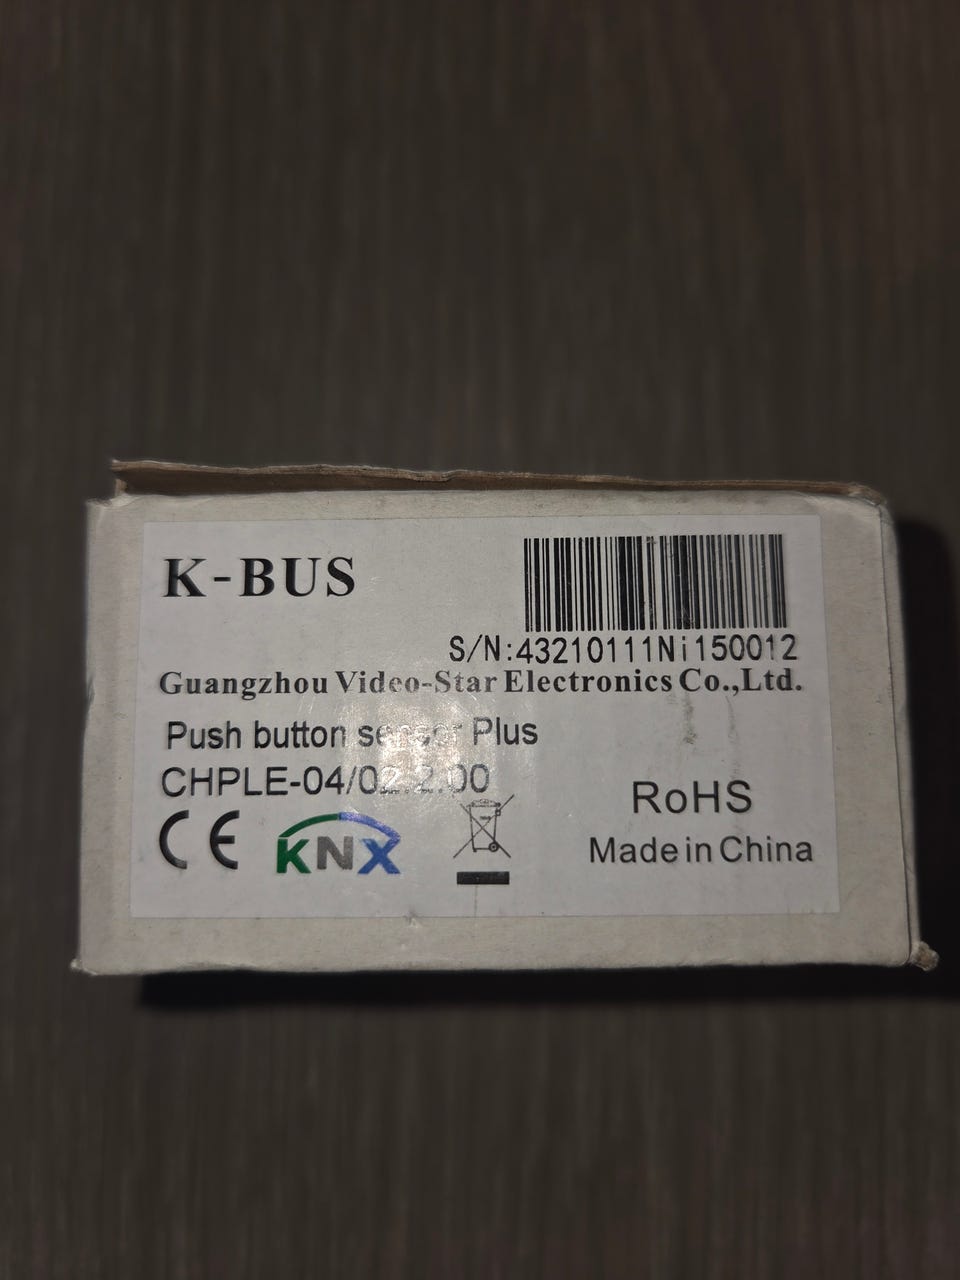 K-BUS
S/N:43210111Ni150012
Guangzhou Video-Star Electronics Co.,Ltd.
Push button sensor Plus
CHPLE-04/02.2.00
RoHS
CE KNX
Made in China